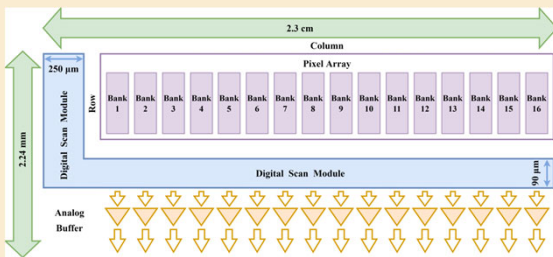 2.3 cm
Column
Pixel Array
250 μm
2.24 mm
Digital Scan Module
Row
Bank 1
Bank 2
Bank 3
Bank 4
Bank 5
Bank 6
Bank 7
Bank 8
Bank 9
Bank 10
Bank 11
Bank 12
Bank 13
Bank 14
Bank 15
Bank 16
Digital Scan Module
90 μm
Analog
Buffer